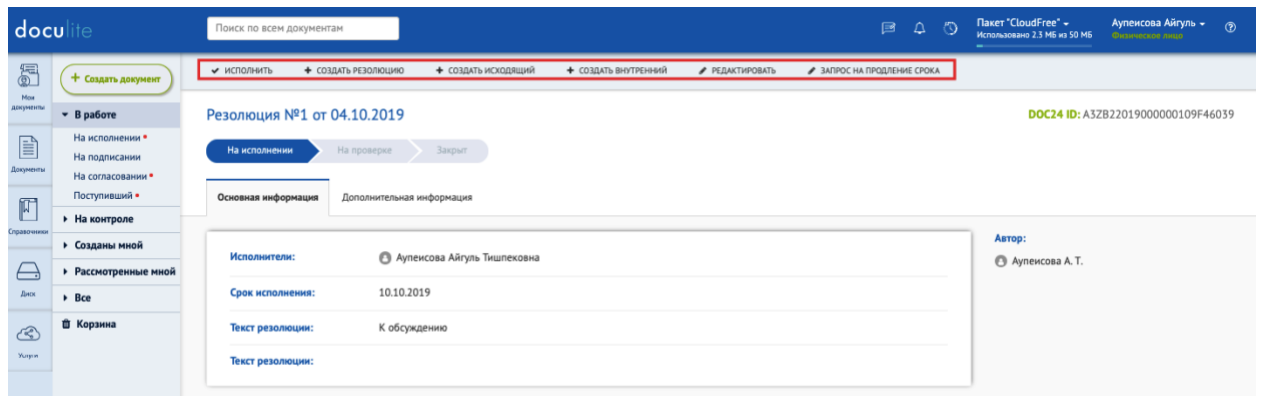 doculite
Поиск по всем документам
Пакет "CloudFree"
Использовано 2.3 МБ из 50 МБ
Аупеисова Айгуль
Физическое лицо
Мои
документы
Документы
Справочники
Диск
Услуги
+ Создать документ
В работе
На исполнении
На подписании
На согласовании
Поступивший
На контроле
Созданы мной
Рассмотренные мной
Все
Корзина
ИСПОЛНИТЬ + СОЗДАТЬ РЕЗОЛЮЦИЮ + СОЗДАТЬ ИСХОДЯЩИЙ + СОЗДАТЬ ВНУТРЕННИЙ РЕДАКТИРОВАТЬ ЗАПРОС НА ПРОДЛЕНИЕ СРОКА
Резолюция №1 от 04.10.2019
DOC24 ID: A3ZB22019000000109F46039
На исполнении На проверке Закрыт
Основная информация Дополнительная информация
Исполнители: Аупеисова Айгуль Тишпековна
Срок исполнения: 10.10.2019
Текст резолюции: К обсуждению
Текст резолюции:
Автор:
Аупеисова А. Т.